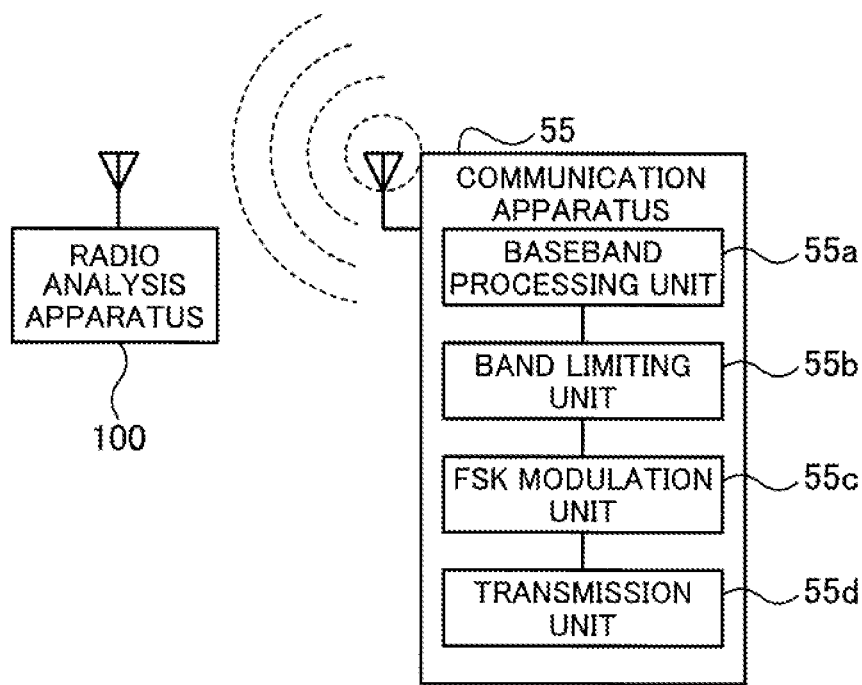 55
COMMUNICATION
APPARATUS
BASEBAND
PROCESSING UNIT
55a
BAND LIMITING
UNIT
55b
FSK MODULATION
UNIT
55c
TRANSMISSION
UNIT
55d
RADIO
ANALYSIS
APPARATUS
100